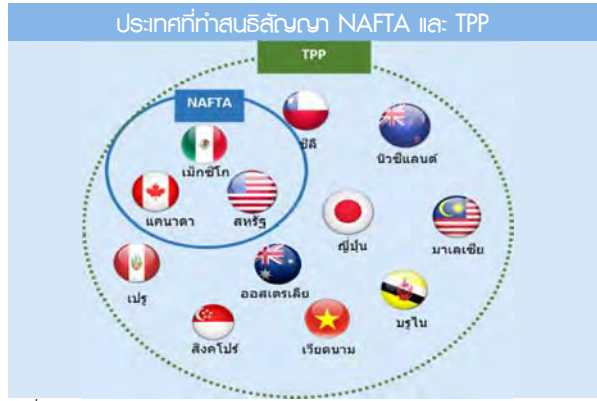 ประเทศที่ทำสนธิสัญญา NAFTA และ TPP
TPP
NAFTA
เม็กซิโก
ชิลี
นิวซีแลนด์
แคนาดา
สหรัฐ
ญี่ปุ่น
มาเลเซีย
เปรู
ออสเตรเลีย
บรูไน
สิงคโปร์
เวียดนาม